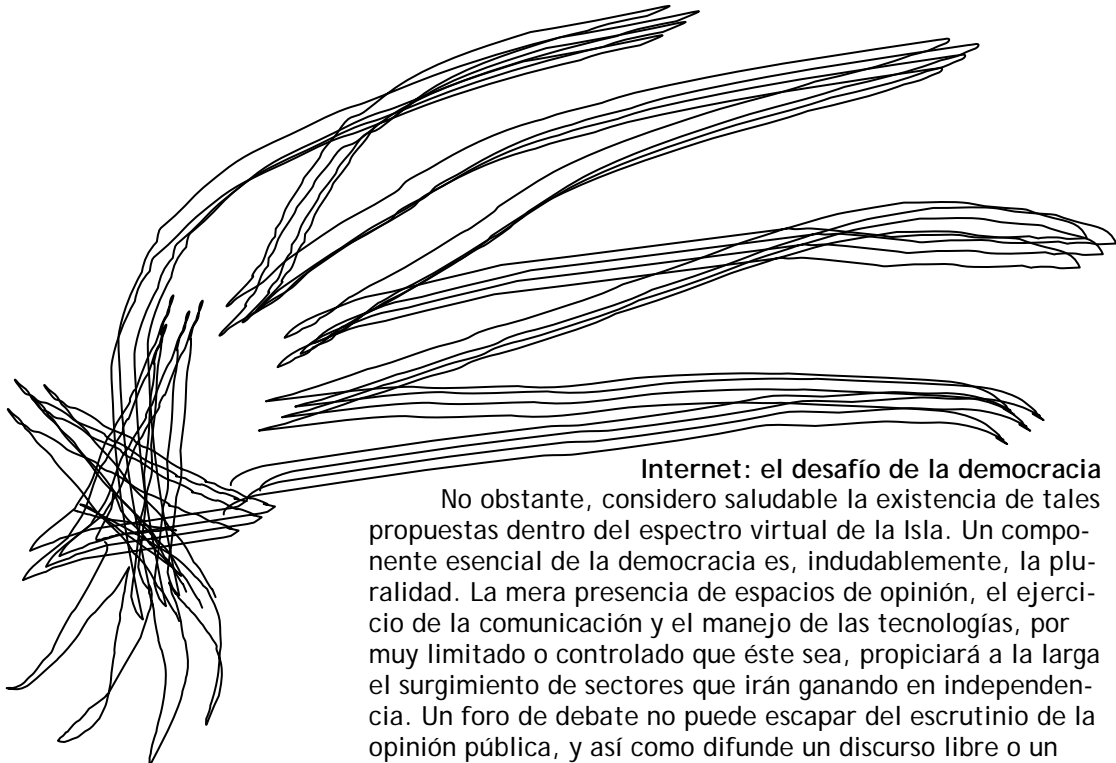 Internet: el desafío de la democracia
No obstante, considero saludable la existencia de tales
propuestas dentro del espectro virtual de la Isla. Un compo-
nente esencial de la democracia es, indudablemente, la plu-
ralidad. La mera presencia de espacios de opinión, el ejerci-
cio de la comunicación y el manejo de las tecnologías, por
muy limitado o controlado que éste sea, propiciará a la larga
el surgimiento de sectores que irán ganando en independen-
cia. Un foro de debate no puede escapar del escrutinio de la
opinión pública, y así como difunde un discurso libre o un